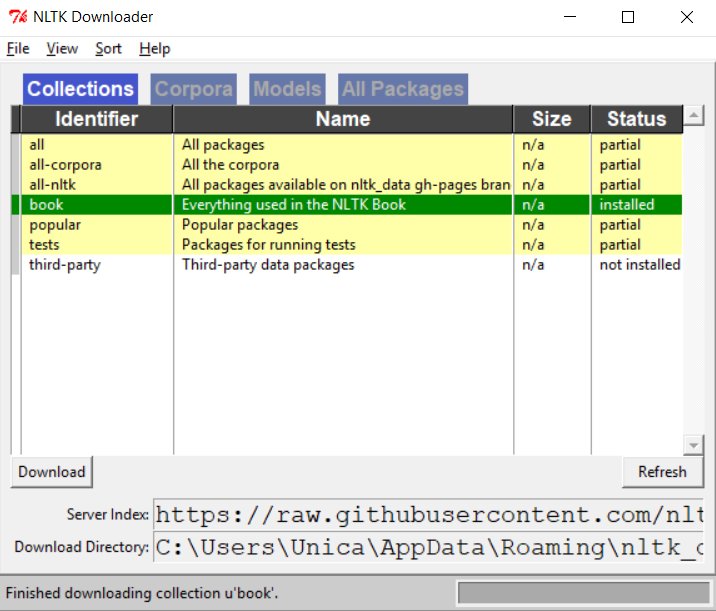 NLTK Downloader
File View Sort Help
Collections Corpora Models All Packages
Identifier Name Size Status
all All packages n/a partial
all-corpora All the corpora n/a partial
all-nltk All packages available on nltk_data gh-pages bran n/a partial
book Everything used in the NLTK Book n/a installed
popular Popular packages n/a partial
tests Packages for running tests n/a partial
third-party Third-party data packages n/a not installed
Download Refresh
Server Index: https://raw.githubusercontent.com/nlt
Download Directory: C:\Users\Unica\AppData\Roaming\nltk_
Finished downloading collection u'book'.